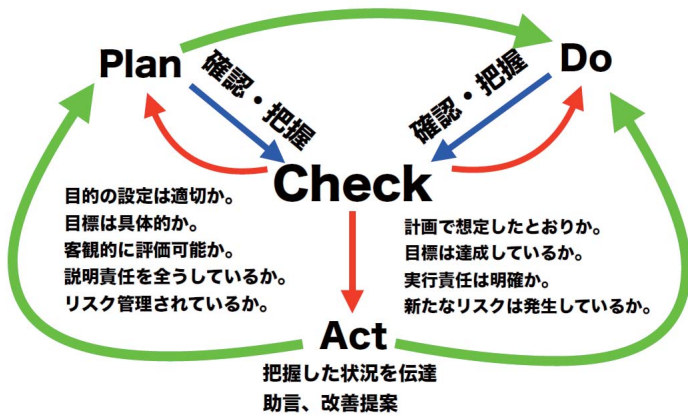 Plan
Do
確認・把握
確認・把握
Check
目的の設定は適切か。
目標は具体的か。
客観的に評価可能か。
説明責任を全うしているか。
リスク管理されているか。
計画で想定したとおりか。
目標は達成しているか。
実行責任は明確か。
新たなリスクは発生しているか。
Act
把握した状況を伝達
助言、改善提案